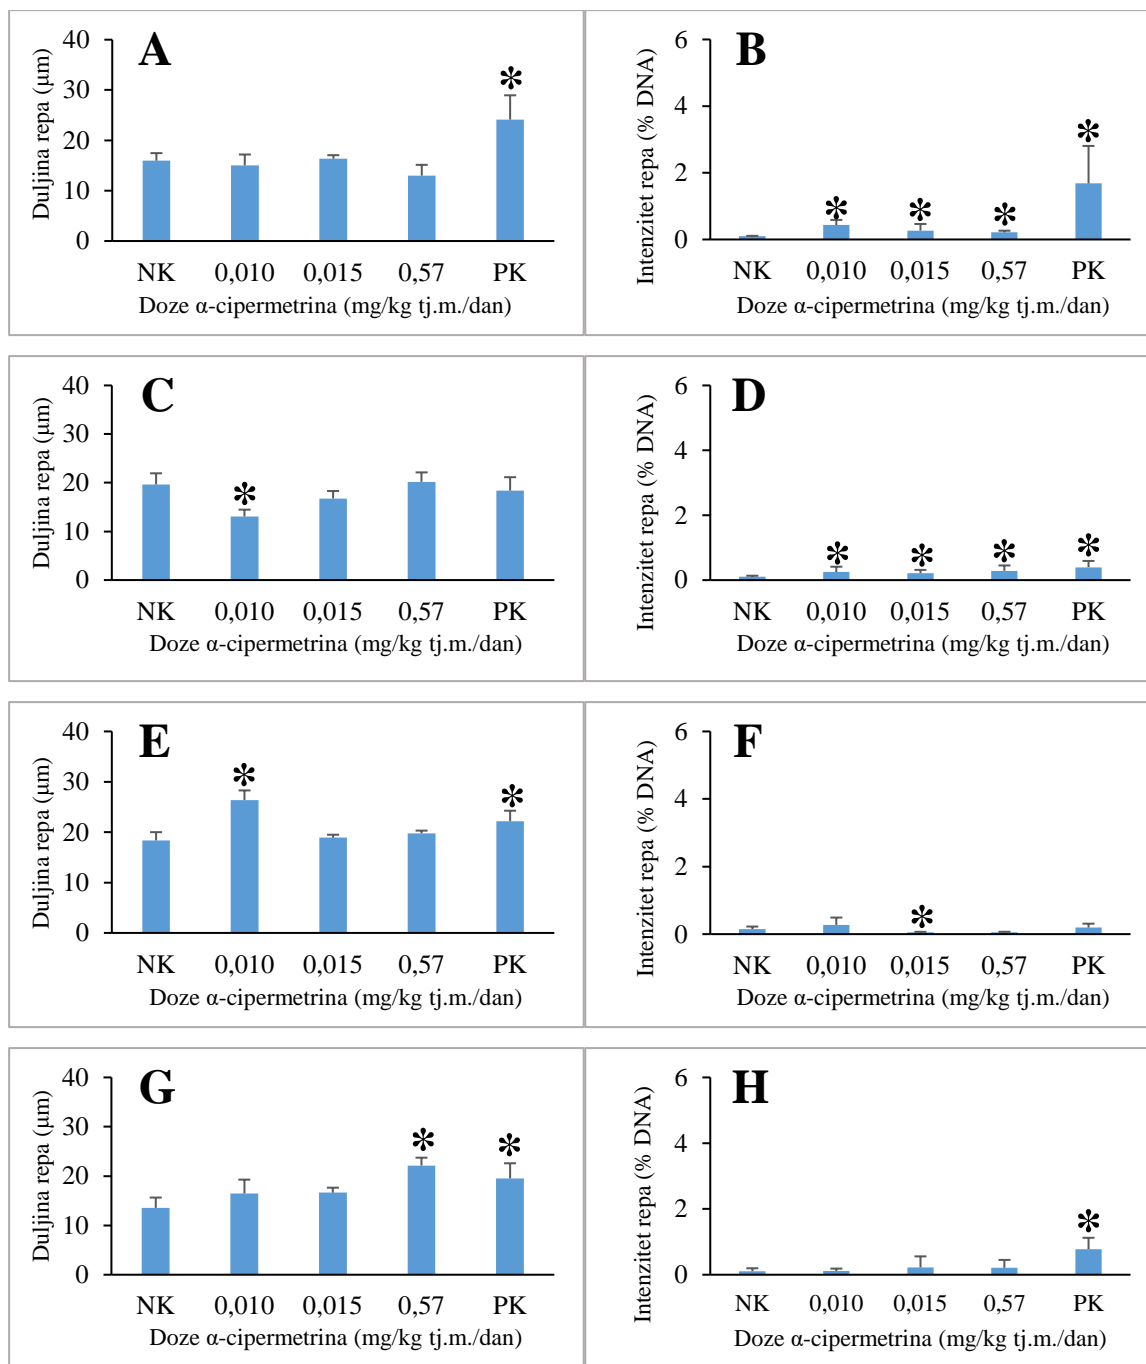 A
Duljina repa (μm)
40
30
20
10
0
*
NK 0,010 0,015 0,57 PK
Doze α-cipermetrina (mg/kg tj.m./dan)
B
Intenzitet repa (% DNA)
6
4
2
0
* * * *
NK 0,010 0,015 0,57 PK
Doze α-cipermetrina (mg/kg tj.m./dan)
C
Duljina repa (μm)
40
30
20
10
0
*
NK 0,010 0,015 0,57 PK
Doze α-cipermetrina (mg/kg tj.m./dan)
D
Intenzitet repa (% DNA)
6
4
2
0
* * * *
NK 0,010 0,015 0,57 PK
Doze α-cipermetrina (mg/kg tj.m./dan)
E
Duljina repa (μm)
40
30
20
10
0
* *
NK 0,010 0,015 0,57 PK
Doze α-cipermetrina (mg/kg tj.m./dan)
F
Intenzitet repa (% DNA)
6
4
2
0
*
NK 0,010 0,015 0,57 PK
Doze α-cipermetrina (mg/kg tj.m./dan)
G
Duljina repa (μm)
40
30
20
10
0
* *
NK 0,010 0,015 0,57 PK
Doze α-cipermetrina (mg/kg tj.m./dan)
H
Intenzitet repa (% DNA)
6
4
2
0
*
NK 0,010 0,015 0,57 PK
Doze α-cipermetrina (mg/kg tj.m./dan)